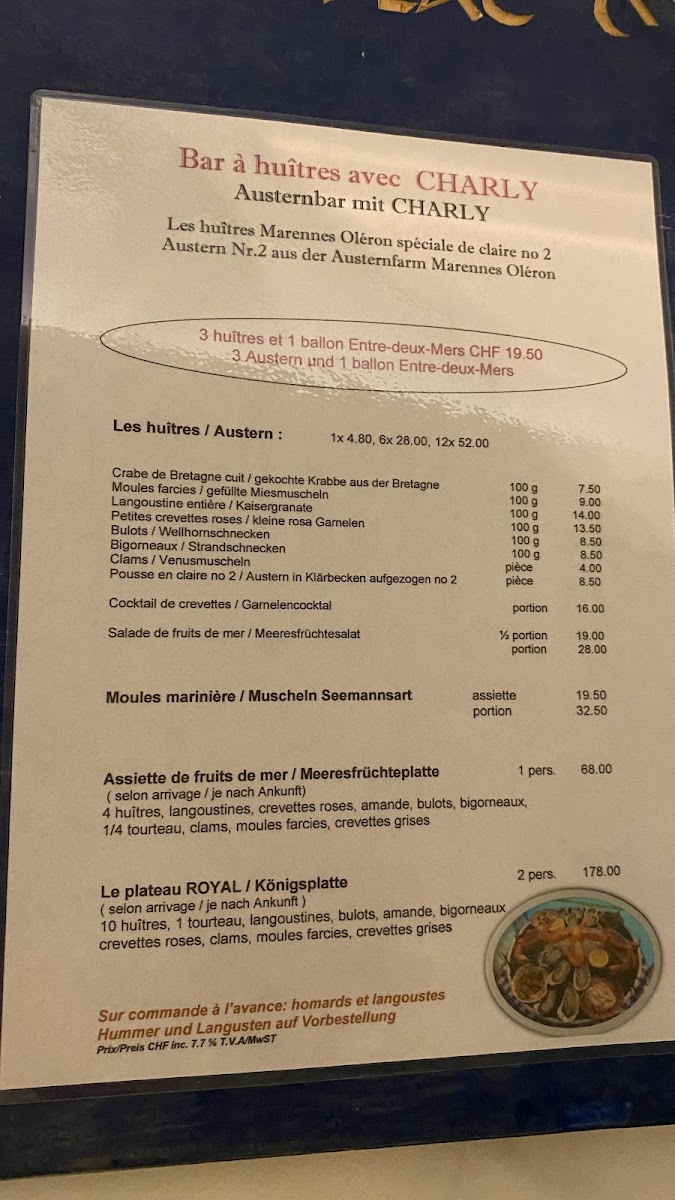 Bar à huîtres avec CHARLY
Austernbar mit CHARLY
Les huîtres Marennes Oléron spéciale de claire no 2
Austern Nr.2 aus der Austernfarm Marennes Oléron
3 huîtres et 1 ballon Entre-deux-Mers CHF 19.50
3 Austern und 1 ballon Entre-deux-Mers
Les huîtres / Austern : 1x 4.80, 6x 28.00, 12x 52.00
Crabe de Bretagne cuit / gekochte Krabbe aus der Bretagne 100 g 7.50
Moules farcies / gefüllte Miesmuscheln 100 g 9.00
Langoustine entière / Kaisergranate 100 g 14.00
Petites crevettes roses / kleine rosa Garnelen 100 g 13.50
Bulots / Wellhornschnecken 100 g 8.50
Bigorneaux / Strandschnecken 100 g 8.50
Clams / Venusmuscheln pièce 4.00
Pousse en claire no 2 / Austern in Klärbecken aufgezogen no 2 pièce 8.50
Cocktail de crevettes / Garnelencocktal portion 16.00
Salade de fruits de mer / Meeresfrüchtesalat ½ portion 19.00
portion 28.00
Moules marinière / Muscheln Seemannsart assiette 19.50
portion 32.50
Assiette de fruits de mer / Meeresfrüchteplatte 1 pers. 68.00
( selon arrivage / je nach Ankunft)
4 huîtres, langoustines, crevettes roses, amande, bulots, bigorneaux,
1/4 tourteau, clams, moules farcies, crevettes grises
Le plateau ROYAL / Königsplatte 2 pers. 178.00
( selon arrivage / je nach Ankunft )
10 huîtres, 1 tourteau, langoustines, bulots, amande, bigorneaux
crevettes roses, clams, moules farcies, crevettes grises
Sur commande à l'avance: homards et langoustes
Hummer und Langusten auf Vorbestellung
Prix/Preis CHF inc. 7.7 % T.V.A/MwST